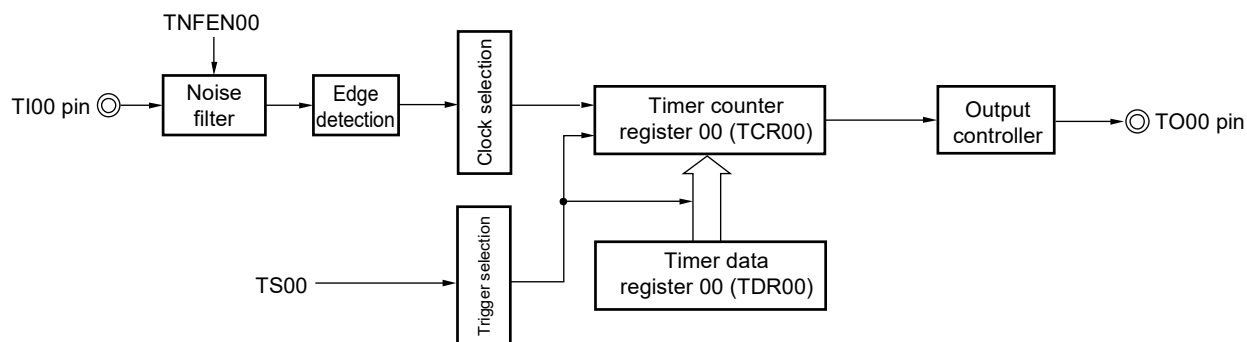 TNFEN00
TI00 pin
Noise
filter
Edge
detection
Clock selection
Timer counter
register 00 (TCR00)
Output
controller
TO00 pin
TS00
Trigger selection
Timer data
register 00 (TDR00)